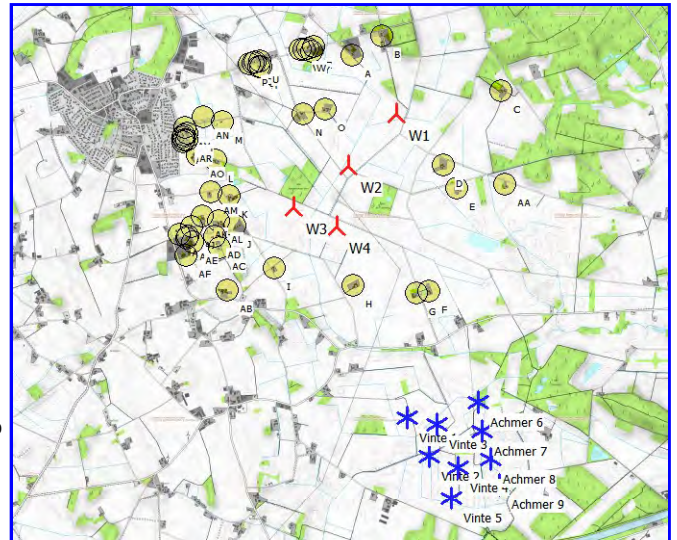 B
A
U
P
C
W1
N
O
AN
M
AR
W2
D
AO
L
E
AA
AM
K
W3
W4
AL
J
AD
AE
AC
AF
I
H
G
F
AB
Achmer 6
Vinte
Vinte 3
Achmer 7
Vinte 2
Achmer 8
Vinte 4
Achmer 9
Vinte 5